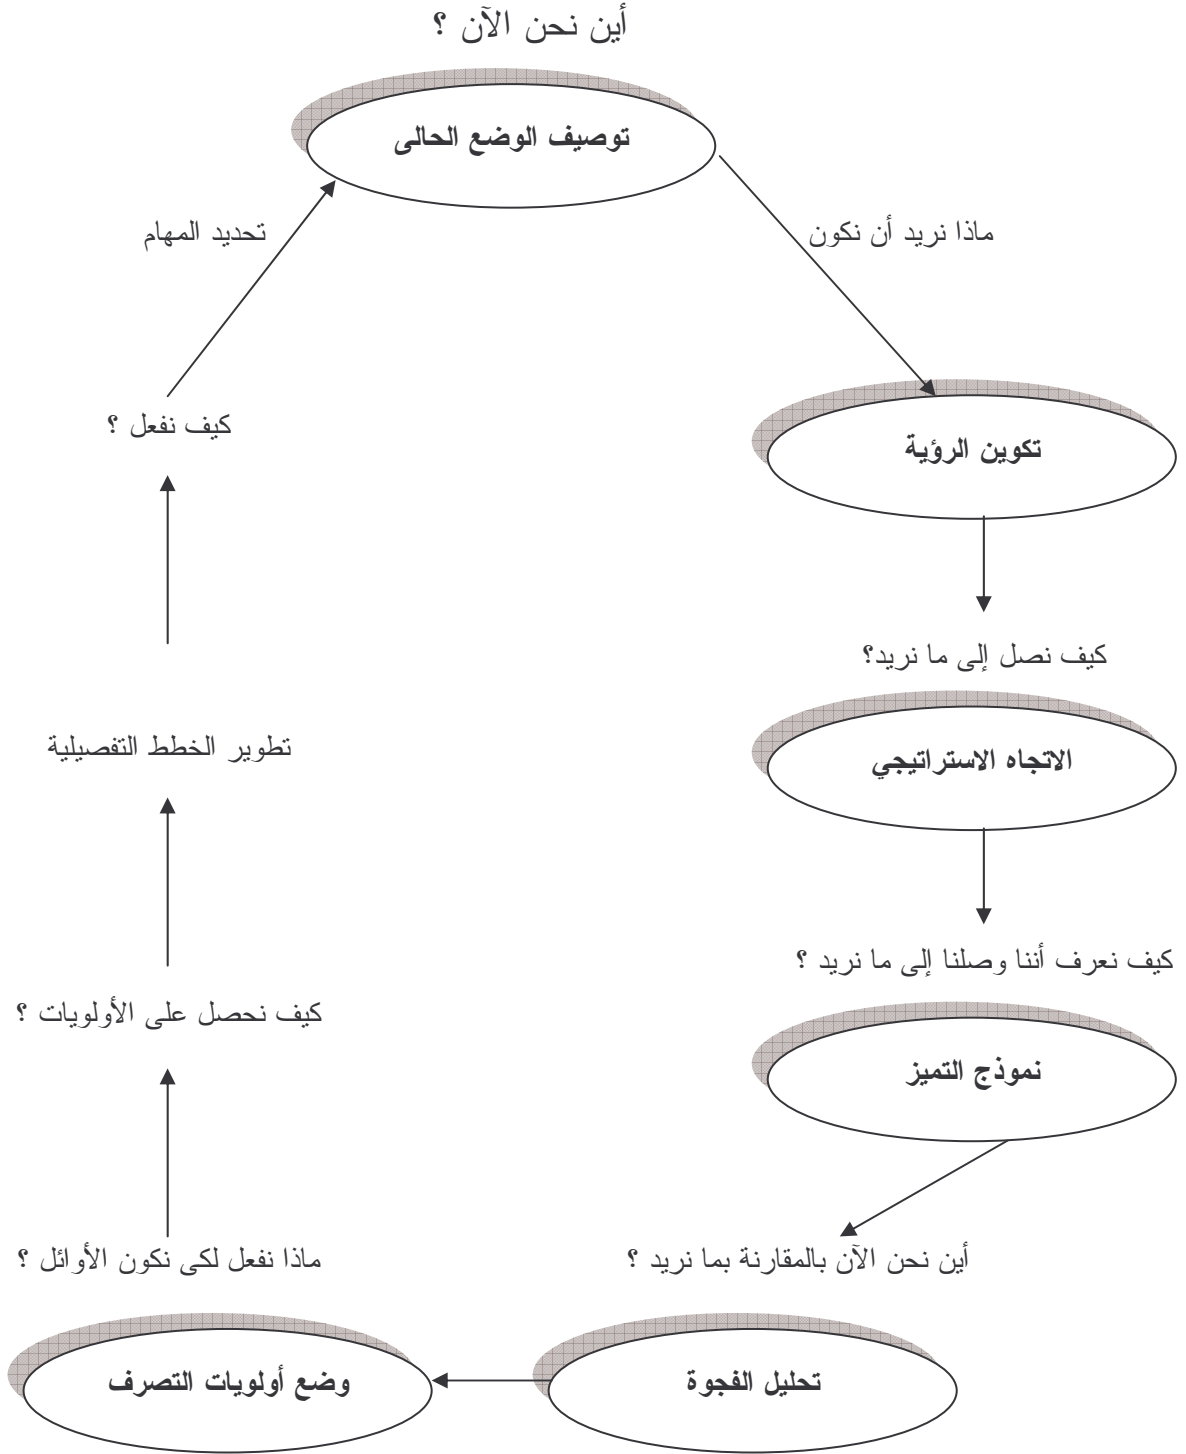 أين نحن الآن ؟
توصيف الوضع الحالى
ماذا نريد أن نكون
تحديد المهام
كيف نفعل ؟
تكوين الرؤية
كيف نصل إلى ما نريد؟
تطوير الخطط التفصيلية
الاتجاه الاستراتيجي
كيف نعرف أننا وصلنا إلى ما نريد ؟
كيف نحصل على الأولويات ؟
نموذج التميز
أين نحن الآن بالمقارنة بما نريد ؟
ماذا نفعل لكى نكون الأوائل ؟
تحليل الفجوة
وضع أولويات التصرف